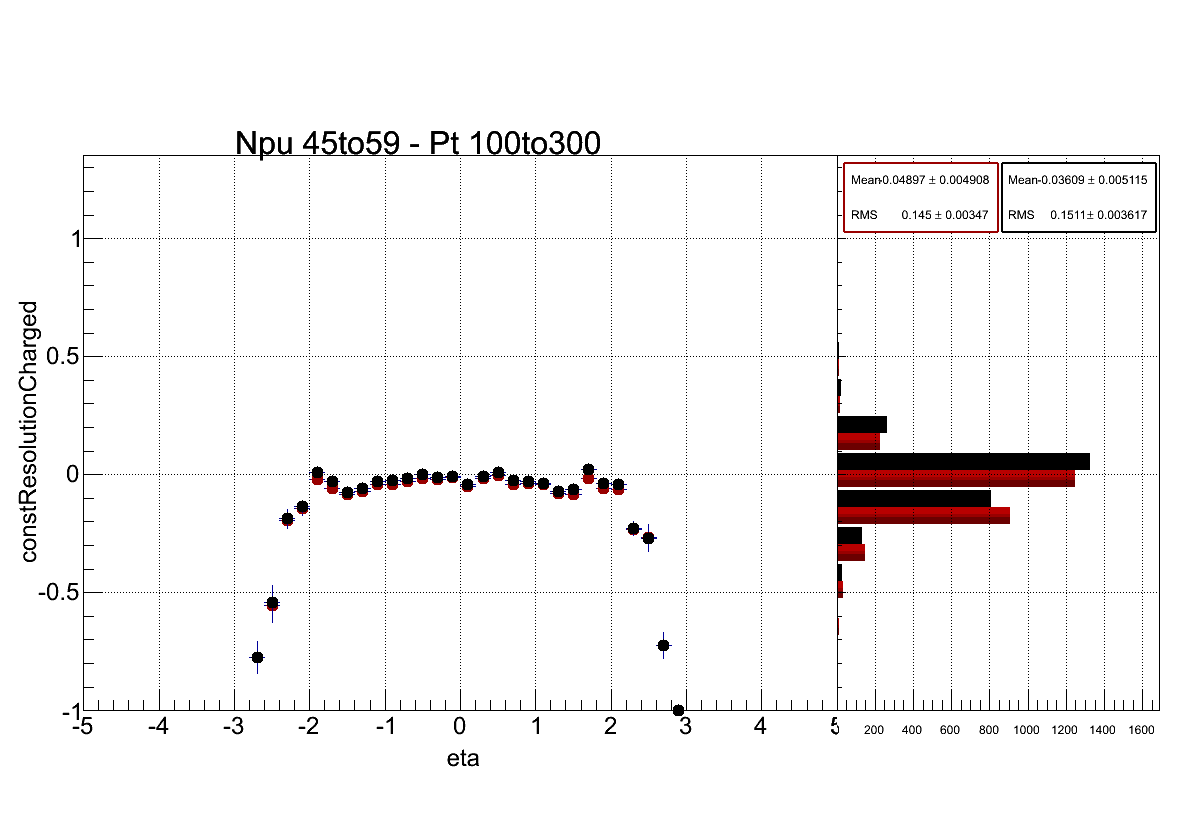 Npu 45to59 - Pt 100to300
Mean-0.04897 ± 0.004908
RMS 0.145 ± 0.00347
Mean-0.03609 ± 0.005115
RMS 0.1511± 0.003617
constResolutionCharged
1
0.5
0
-0.5
-1
-5 -4 -3 -2 -1 0 1 2 3 4 5
200 400 600 800 1000 1200 1400 1600
eta